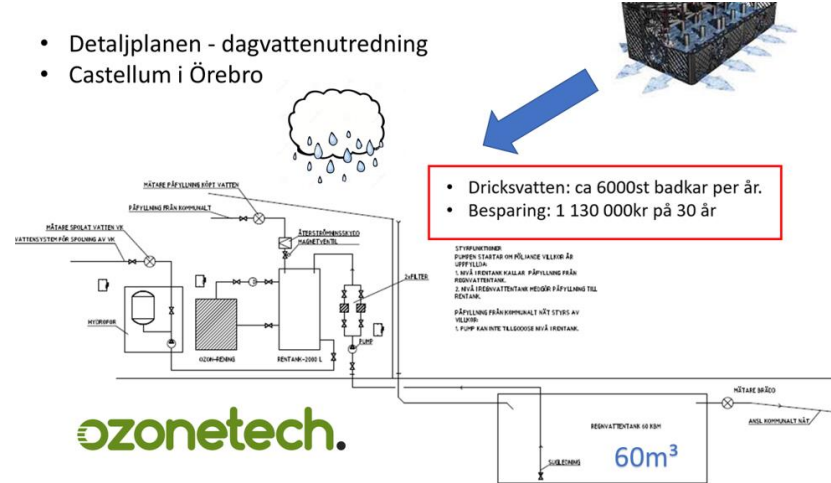 • Detaljplanen - dagvattenutredning
• Castellum i Örebro
• Dricksvatten: ca 6000st badkar per år.
• Besparing: 1 130 000kr på 30 år
MÄTARE PÅFYLLNING KÖPT VATTEN
PÅFYLLNING FRÅN KOMMUNALT
MÄTARE SPOLAT VATTEN VK
VATTENSYSTEM FÖR SPOLNING AV VK
ÅTERSTRÖMNINGSSKYDD
MAGNETVENTIL
2xFILTER
HYDROFOR
OZON-RENING
RENTANK-2000 L
PUMP
STYRFUNKTIONER
PUMPEN STARTAR OM FÖLJANDE VILLKOR ÄR
UPPFYLLDA:
1. NIVÅ I RENTANK KALLAR PÅFYLLNING FRÅN
REGNVATTENTANK.
2. NIVÅ I REGNVATTENTANK MEDGÖR PÅFYLLNING TILL
RENTANK.
PÅFYLLNING FRÅN KOMMUNALT NÄT STYRS AV
VILLKOR:
1. PUMP KAN INTE TILLGODOSE NIVÅ I RENTANK.
MÄTARE BRÄDD
ANSL KOMMUNALT NÄT
REGNVATTENTANK 60 KBM
60m³
SUGLEDNING
ozonetech.